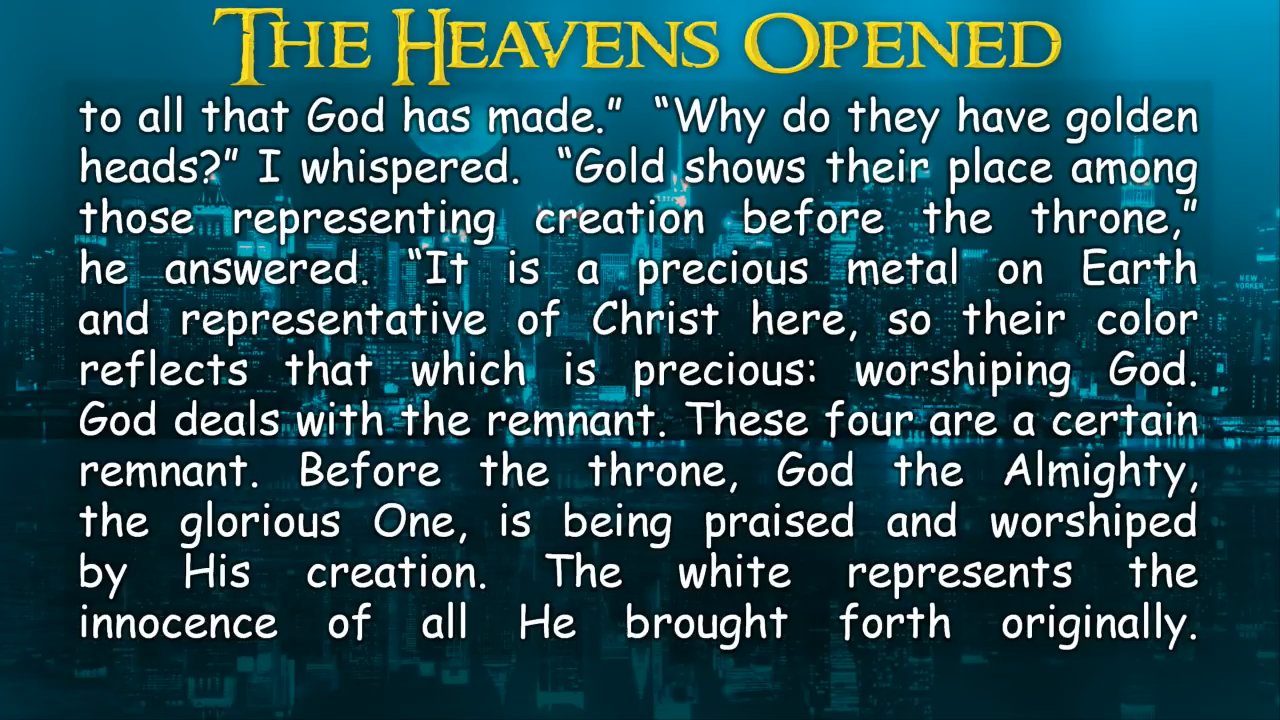 THE HEAVENS OPENED
to all that God has made.” “Why do they have golden
heads?” I whispered. “Gold shows their place among
those representing creation before the throne,”
he answered. “It is a precious metal on Earth
and representative of Christ here, so their color
reflects that which is precious: worshiping God.
God deals with the remnant. These four are a certain
remnant. Before the throne, God the Almighty,
the glorious One, is being praised and worshiped
by His creation. The white represents the
innocence of all He brought forth originally.
NEW
YORKER